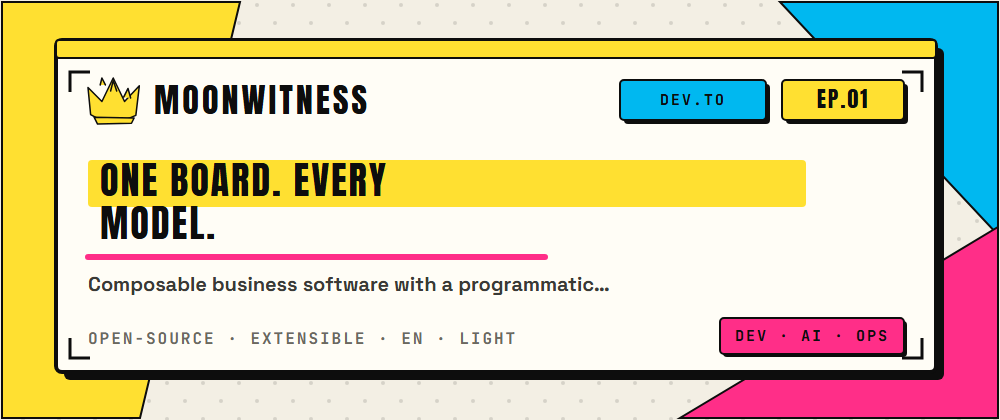 MOONWITNESS
DEV.TO
EP.01
ONE BOARD. EVERY
MODEL.
Composable business software with a programmatic…
OPEN-SOURCE · EXTENSIBLE · EN · LIGHT
DEV · AI · OPS